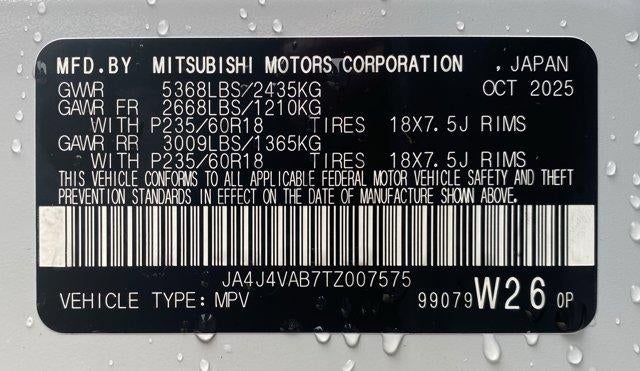 MFD.BY MITSUBISHI MOTORS CORPORATION , JAPAN
GVWR 5368LBS/2435KG OCT 2025
GAWR FR 2668LBS/1210KG
WITH P235/60R18 TIRES 18X7.5J RIMS
GAWR RR 3009LBS/1365KG
WITH P235/60R18 TIRES 18X7.5J RIMS
THIS VEHICLE CONFORMS TO ALL APPLICABLE FEDERAL MOTOR VEHICLE SAFETY AND THEFT
PREVENTION STANDARDS IN EFFECT ON THE DATE OF MANUFACTURE SHOWN ABOVE.
JA4J4VAB7TZ007575
VEHICLE TYPE: MPV 99079 W26 0P